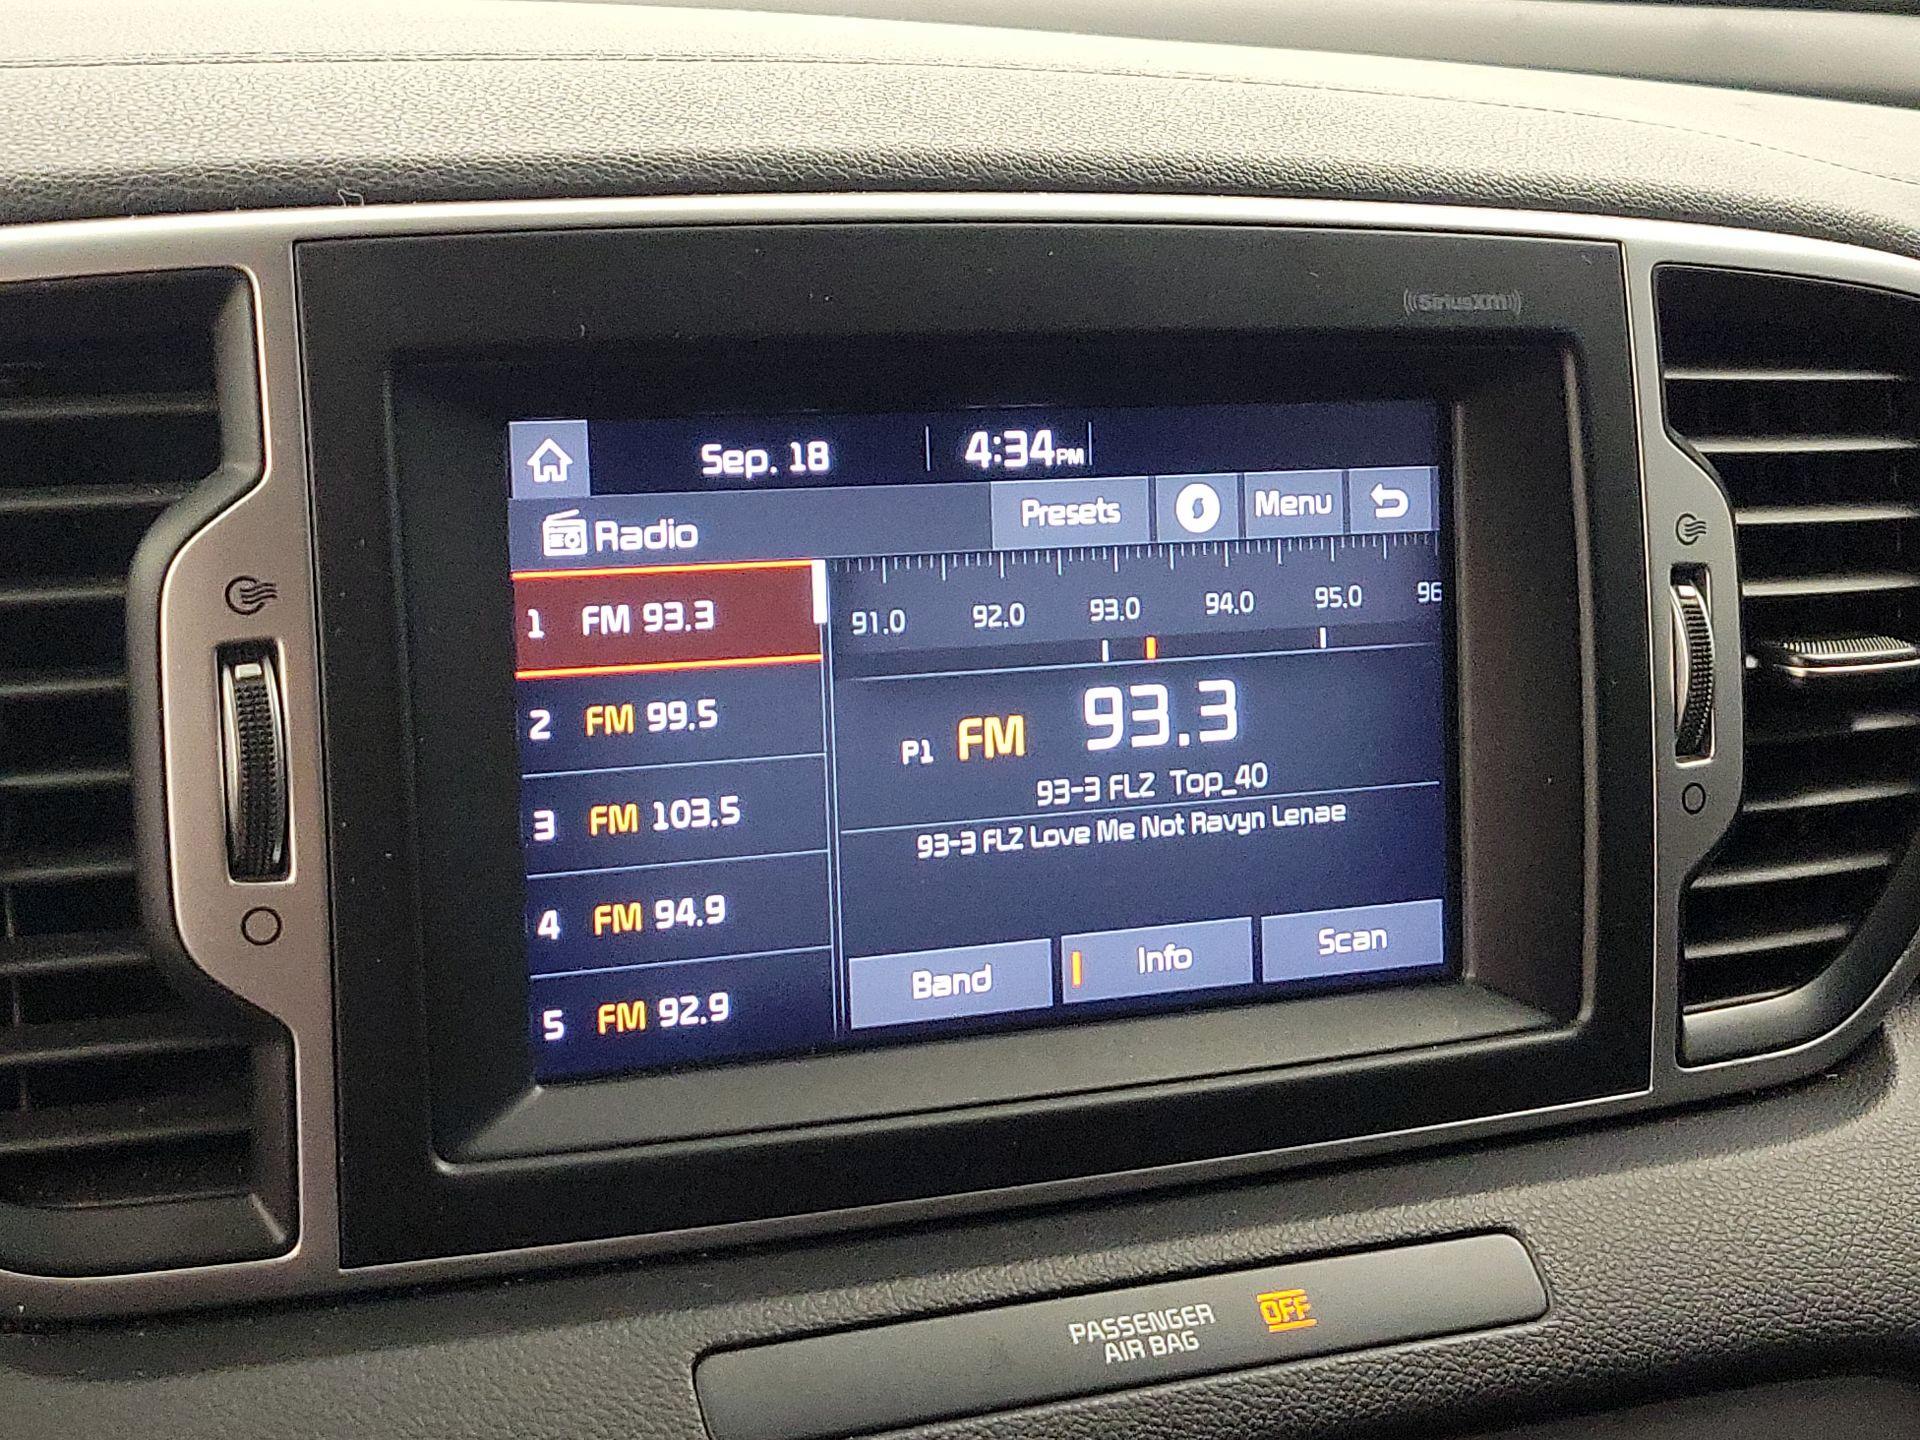 ((SiriusXM))
Sep. 18 4:34PM
Radio Presets Menu
1 FM 93.3
2 FM 99.5
3 FM 103.5
4 FM 94.9
5 FM 92.9
91.0 92.0 93.0 94.0 95.0 96
P1 FM 93.3
93-3 FLZ Top_40
93-3 FLZ Love Me Not Ravyn Lenae
Band Info Scan
PASSENGER
AIR BAG
OFF